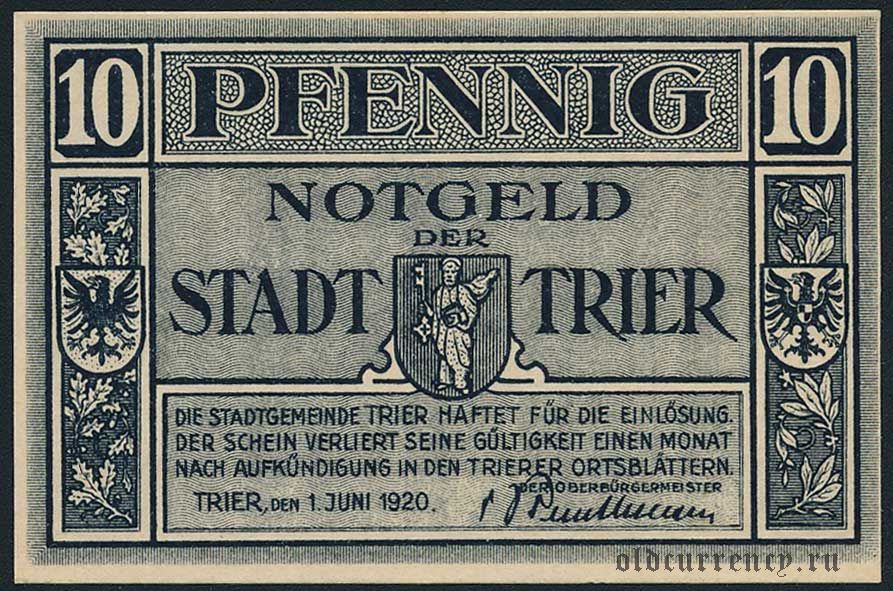 10 PFENNIG 10
NOTGELD
DER
STADT TRIER
DIE STADTGEMEINDE TRIER HAFTET FÜR DIE EINLÖSUNG.
DER SCHEIN VERLIERT SEINE GÜLTIGKEIT EINEN MONAT
NACH AUFKÜNDIGUNG IN DEN TRIERER ORTSBLÄTTERN.
DER OBERBÜRGERMEISTER
TRIER, DEN 1. JUNI 1920.
oldcurrency.ru